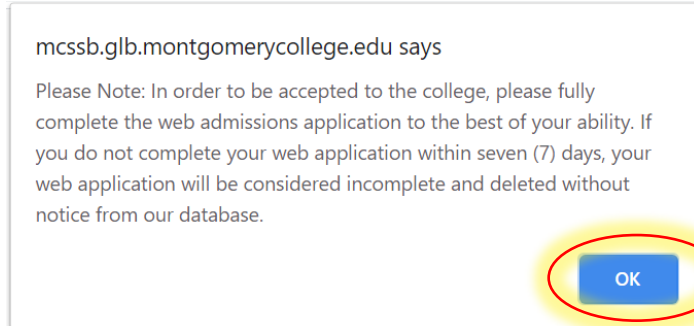 mcssb.glb.montgomerycollege.edu says
Please Note: In order to be accepted to the college, please fully
complete the web admissions application to the best of your ability. If
you do not complete your web application within seven (7) days, your
web application will be considered incomplete and deleted without
notice from our database.
OK